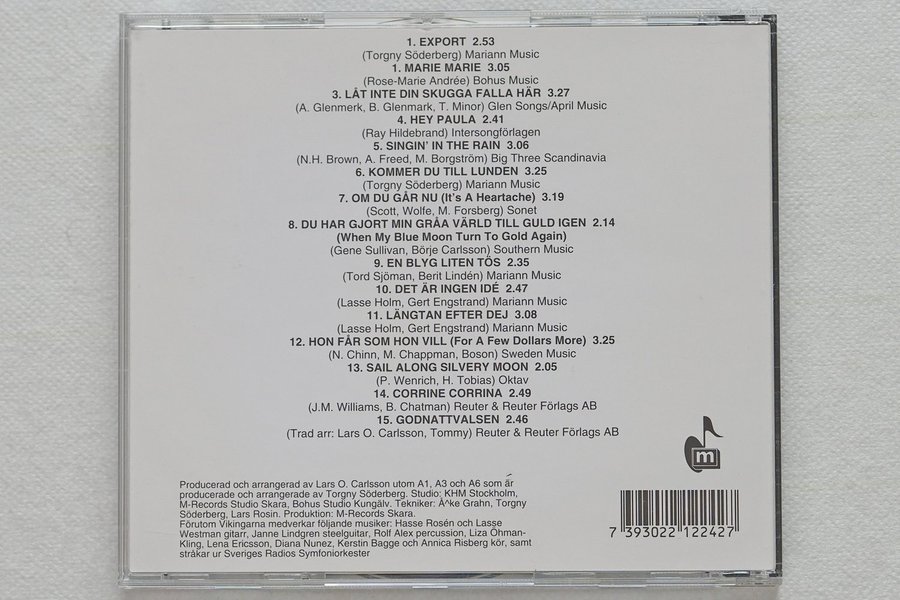 1. EXPORT 2.53
(Torgny Söderberg) Mariann Music
1. MARIE MARIE 3.05
(Rose-Marie Andrée) Bohus Music
3. LÅT INTE DIN SKUGGA FALLA HÄR 3.27
(A. Glenmerk, B. Glenmark, T. Minor) Glen Songs/April Music
4. HEY PAULA 2.41
(Ray Hildebrand) Intersongförlagen
5. SINGIN' IN THE RAIN 3.06
(N.H. Brown, A. Freed, M. Borgström) Big Three Scandinavia
6. KOMMER DU TILL LUNDEN 3.25
(Torgny Söderberg) Mariann Music
7. OM DU GÅR NU (It's A Heartache) 3.19
(Scott, Wolfe, M. Forsberg) Sonet
8. DU HAR GJORT MIN GRÅA VÄRLD TILL GULD IGEN 2.14
(When My Blue Moon Turn To Gold Again)
(Gene Sullivan, Börje Carlsson) Southern Music
9. EN BLYG LITEN TÖS 2.35
(Tord Sjöman, Berit Lindén) Mariann Music
10. DET ÄR INGEN IDÉ 2.47
(Lasse Holm, Gert Engstrand) Mariann Music
11. LÄNGTAN EFTER DEJ 3.08
(Lasse Holm, Gert Engstrand) Mariann Music
12. HON FÅR SOM HON VILL (For A Few Dollars More) 3.25
(N. Chinn, M. Chappman, Boson) Sweden Music
13. SAIL ALONG SILVERY MOON 2.05
(P. Wenrich, H. Tobias) Oktav
14. CORRINE CORRINA 2.49
(J.M. Williams, B. Chatman) Reuter & Reuter Förlags AB
15. GODNATTVALSEN 2.46
(Trad arr: Lars O. Carlsson, Tommy) Reuter & Reuter Förlags AB
Producerad och arrangerad av Lars O. Carlsson utom A1, A3 och A6 som är
producerade och arrangerade av Torgny Söderberg. Studio: KHM Stockholm,
M-Records Studio Skara, Bohus Studio Kungälv. Tekniker: Å^ke Grahn, Torgny
Söderberg, Lars Rosin. Produktion: M-Records Skara.
Förutom Vikingarna medverkar följande musiker: Hasse Rosén och Lasse
Westman gitarr, Janne Lindgren steelguitar, Rolf Alex percussion, Liza Öhman-
Kling, Lena Ericsson, Diana Nunez, Kerstin Bagge och Annica Risberg kör, samt
stråkar ur Sveriges Radios Symfoniorkester
m
7 393022 122427